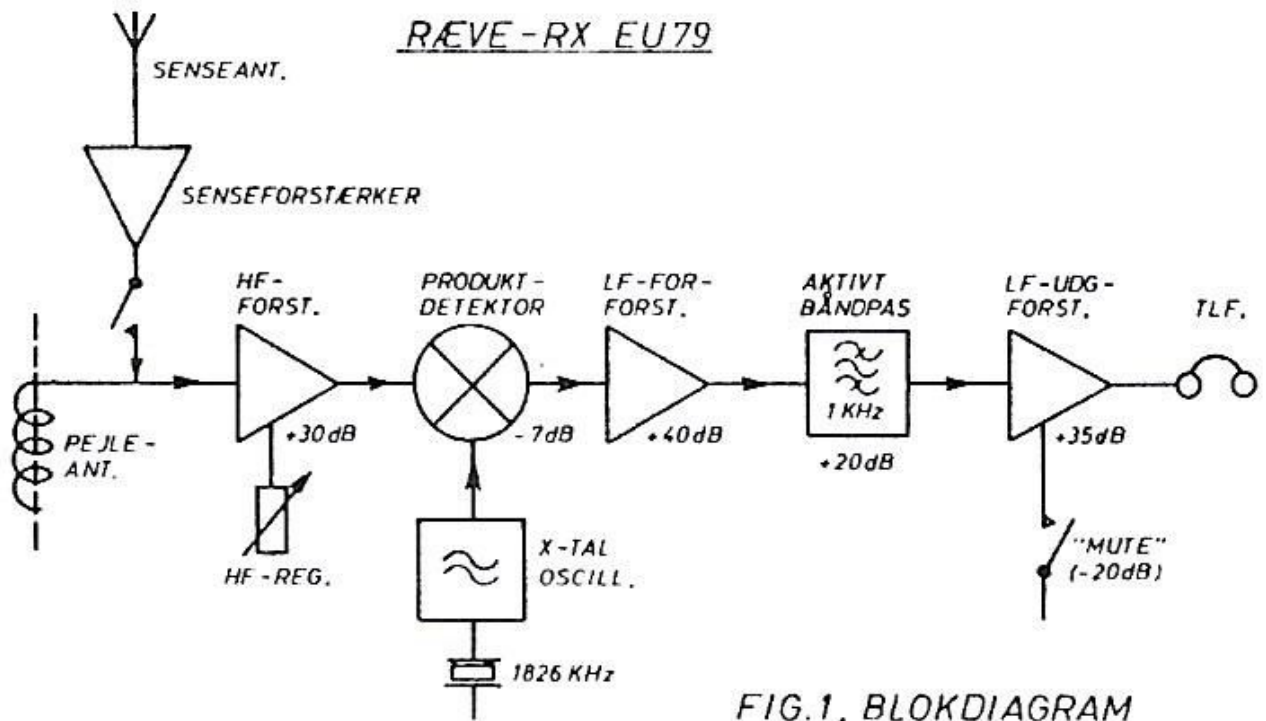 RÆVE-RX EU79
SENSEANT.
SENSEFORSTÆRKER
HF-
FORST.
PRODUKT-
DETEKTOR
LF-FOR-
FORST.
AKTIVT
BÅNDPAS
LF-UDG-
FORST.
TLF.
1 KHz
PEJLE-
ANT.
+30dB
-7dB
+40dB
+20dB
+35dB
HF-REG.
X-TAL
OSCILL.
"MUTE"
(-20dB)
1826 KHz
FIG.1. BLOKDIAGRAM